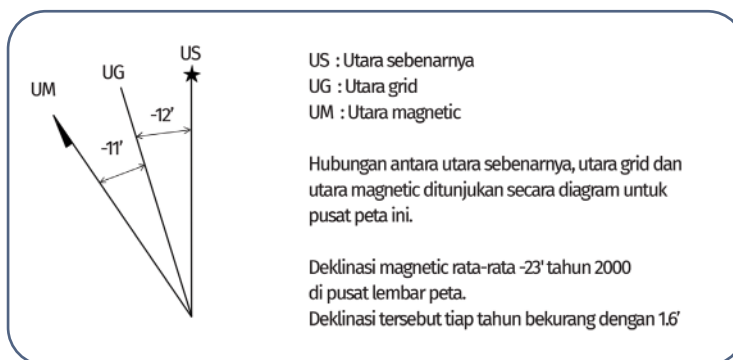 US
UG
UM
-12'
-11'
US : Utara sebenarnya
UG : Utara grid
UM : Utara magnetic
Hubungan antara utara sebenarnya, utara grid dan
utara magnetic ditunjukan secara diagram untuk
pusat peta ini.
Deklinasi magnetic rata-rata -23' tahun 2000
di pusat lembar peta.
Deklinasi tersebut tiap tahun bekurang dengan 1.6'